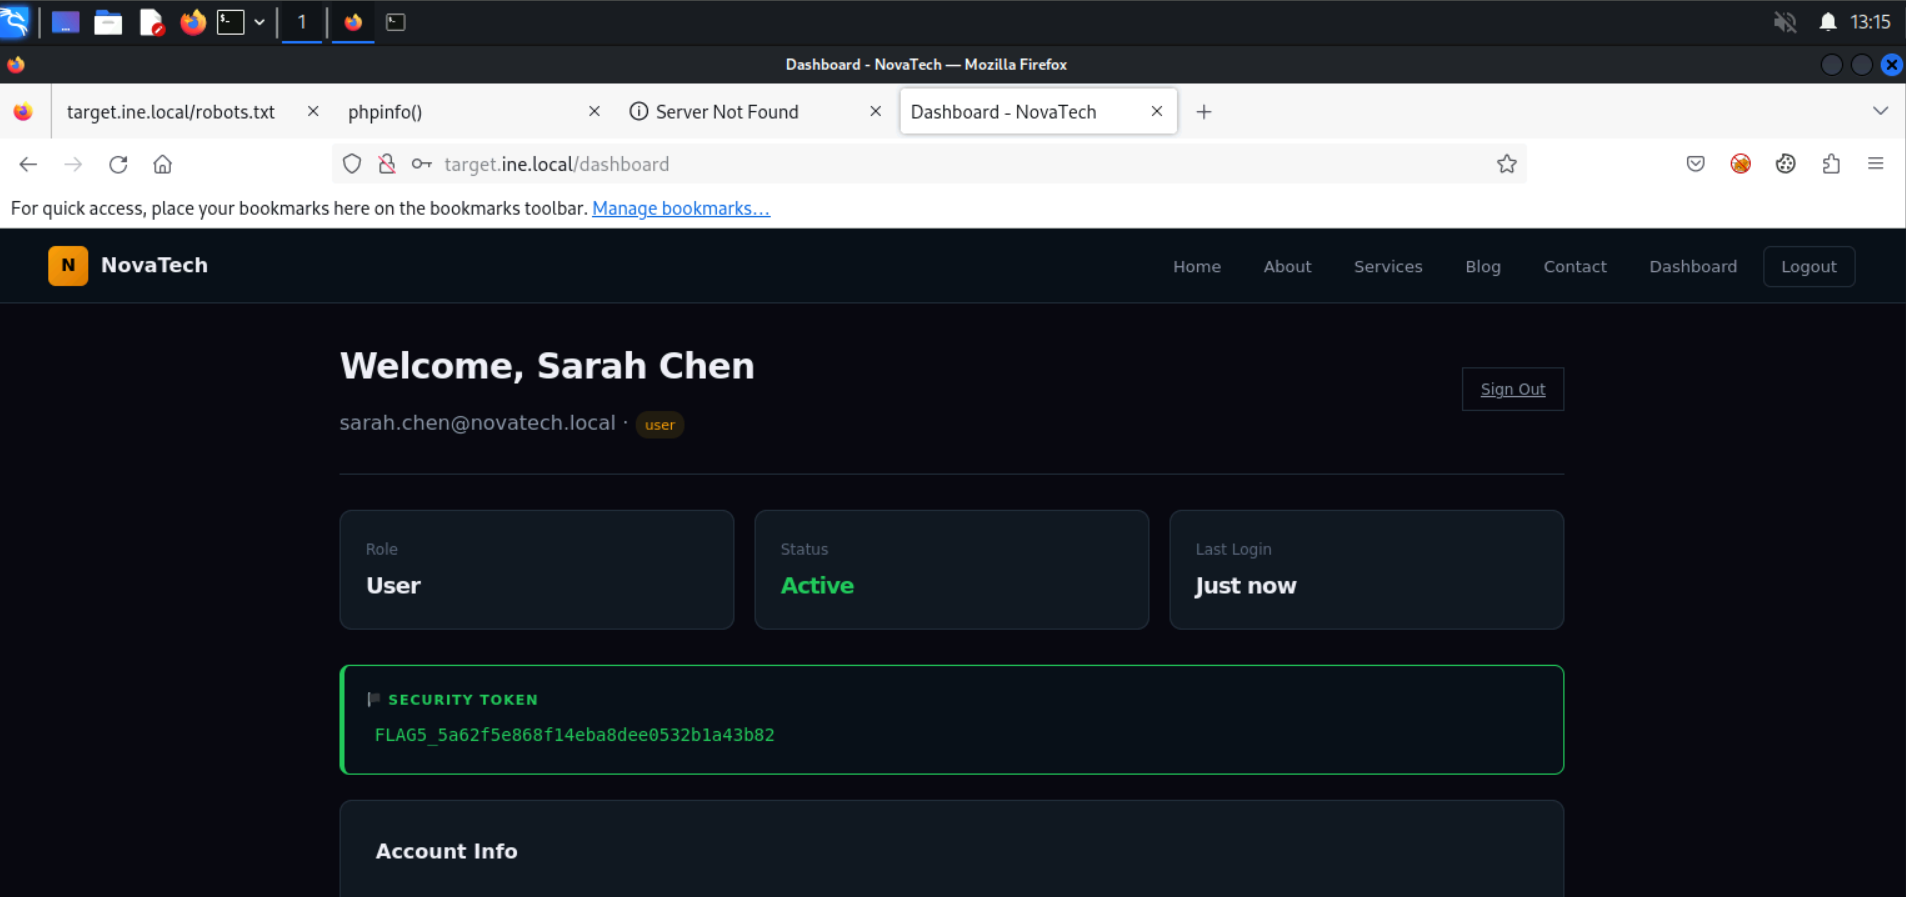 1
13:15
Dashboard - NovaTech — Mozilla Firefox
target.ine.local/robots.txt
phpinfo()
Server Not Found
Dashboard - NovaTech
target.ine.local/dashboard
For quick access, place your bookmarks here on the bookmarks toolbar. Manage bookmarks…
N NovaTech
Home About Services Blog Contact Dashboard Logout
Welcome, Sarah Chen
Sign Out
sarah.chen@novatech.local · user
Role
User
Status
Active
Last Login
Just now
SECURITY TOKEN
FLAG5_5a62f5e868f14eba8dee0532b1a43b82
Account Info